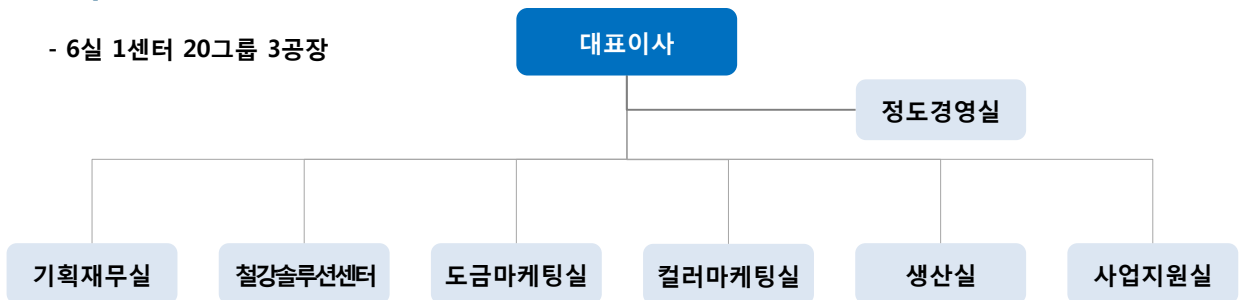 - 6실 1센터 20그룹 3공장
대표이사
정도경영실
기획재무실
철강솔루션센터
도금마케팅실
컬러마케팅실
생산실
사업지원실